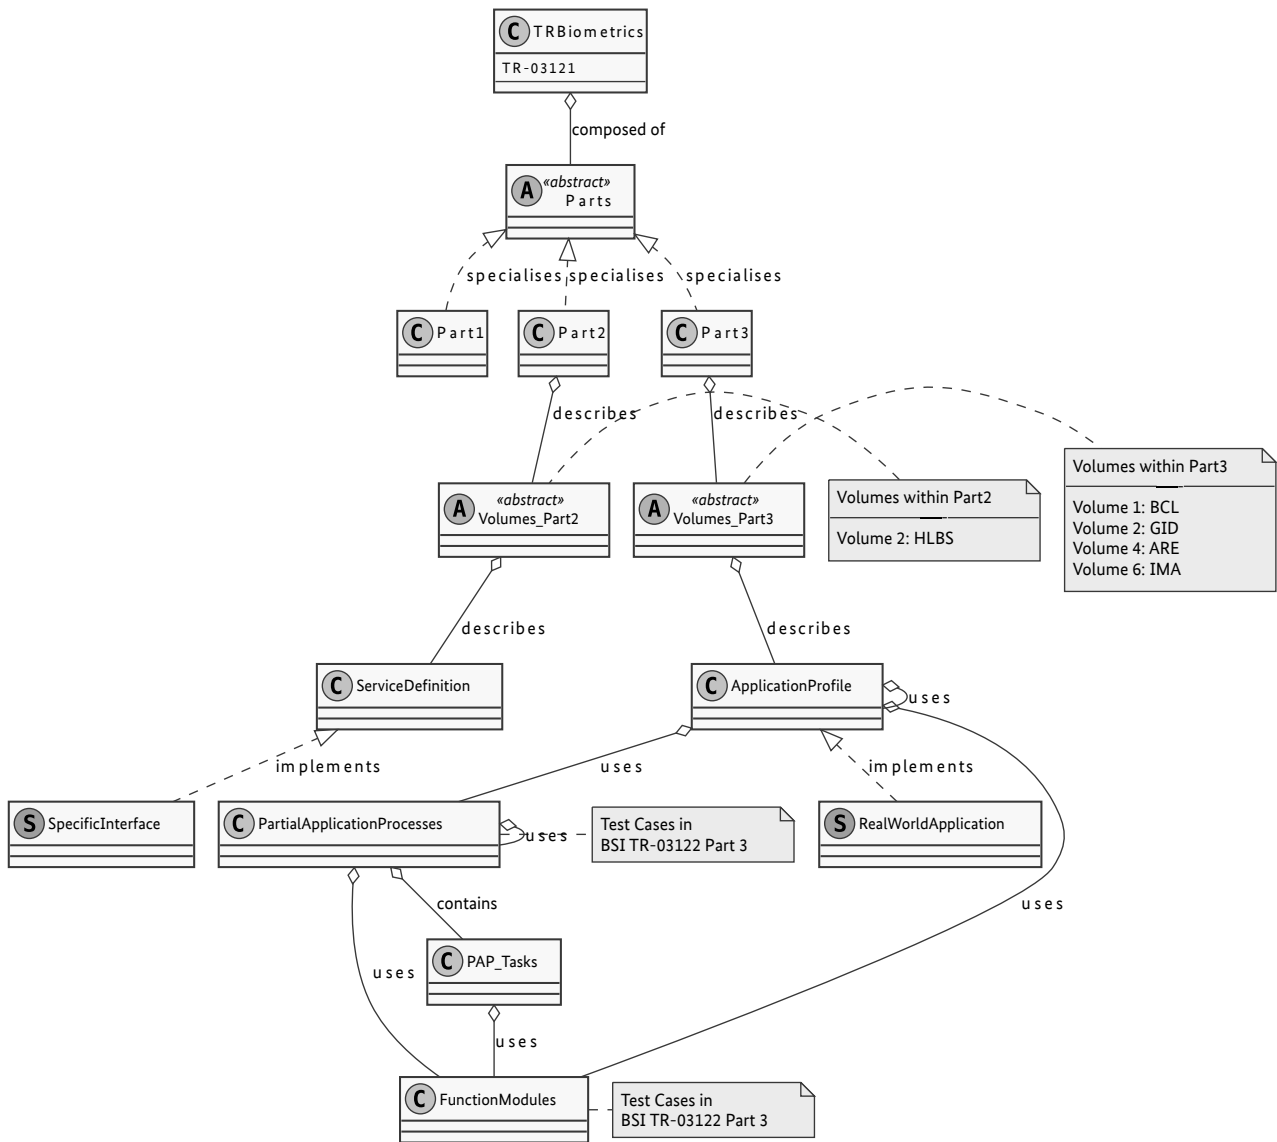 C TRBiometrics
TR-03121
composed of
A «abstract»
Parts
specialises specialises specialises
C Part1
C Part2
C Part3
describes
describes
A «abstract»
Volumes_Part2
A «abstract»
Volumes_Part3
Volumes within Part2
Volume 2: HLBS
Volumes within Part3
Volume 1: BCL
Volume 2: GID
Volume 4: ARE
Volume 6: IMA
describes
describes
C ServiceDefinition
C ApplicationProfile
uses
implements
uses
implements
S SpecificInterface
C PartialApplicationProcesses
uses
Test Cases in
BSI TR-03122 Part 3
S RealWorldApplication
contains
uses
C PAP_Tasks
uses
uses
C FunctionModules
Test Cases in
BSI TR-03122 Part 3